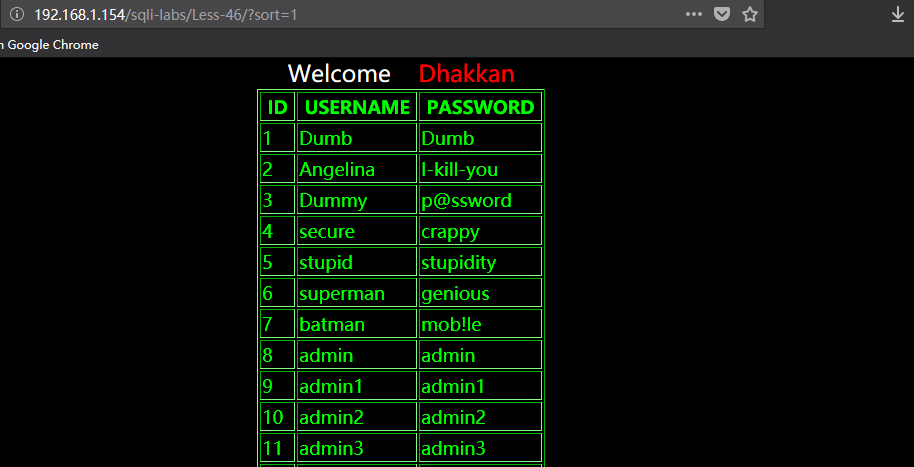 192.168.1.154/sqli-labs/Less-46/?sort=1
n Google Chrome
Welcome Dhakkan
ID USERNAME PASSWORD
1 Dumb Dumb
2 Angelina I-kill-you
3 Dummy p@ssword
4 secure crappy
5 stupid stupidity
6 superman genious
7 batman mob!le
8 admin admin
9 admin1 admin1
10 admin2 admin2
11 admin3 admin3